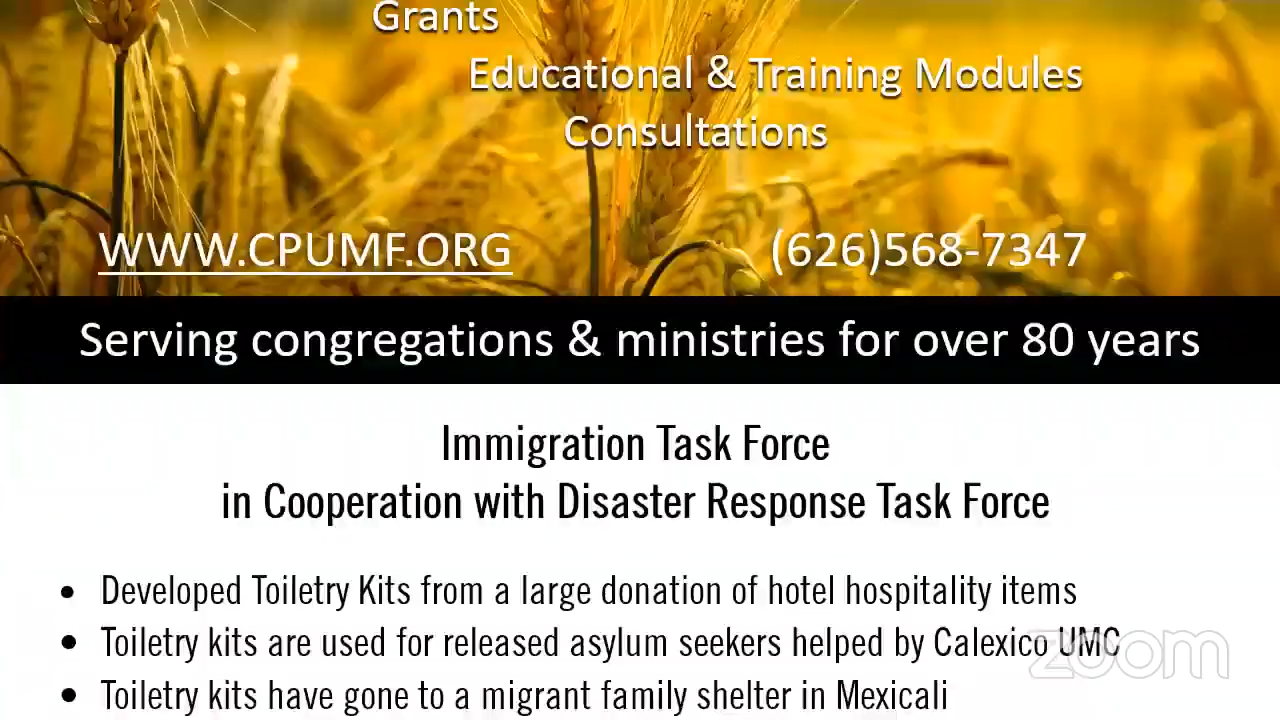 Grants
Educational & Training Modules
Consultations
WWW.CPUMF.ORG
(626)568-7347
Serving congregations & ministries for over 80 years
Immigration Task Force
in Cooperation with Disaster Response Task Force
• Developed Toiletry Kits from a large donation of hotel hospitality items
• Toiletry kits are used for released asylum seekers helped by Calexico UMC
• Toiletry kits have gone to a migrant family shelter in Mexicali
zoom